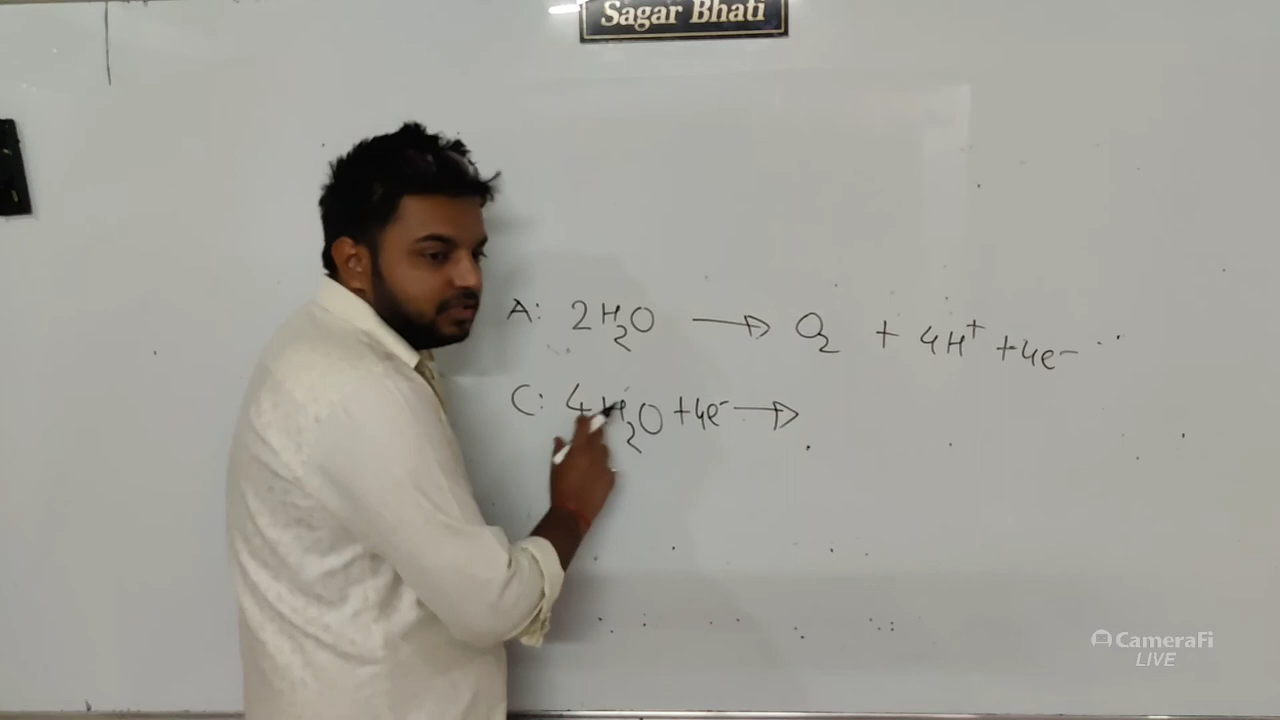 Sagar Bhati
A: 2H₂O → O₂ + 4H⁺ + 4e⁻
C: 4H₂O + 4e⁻ →
CameraFi
LIVE